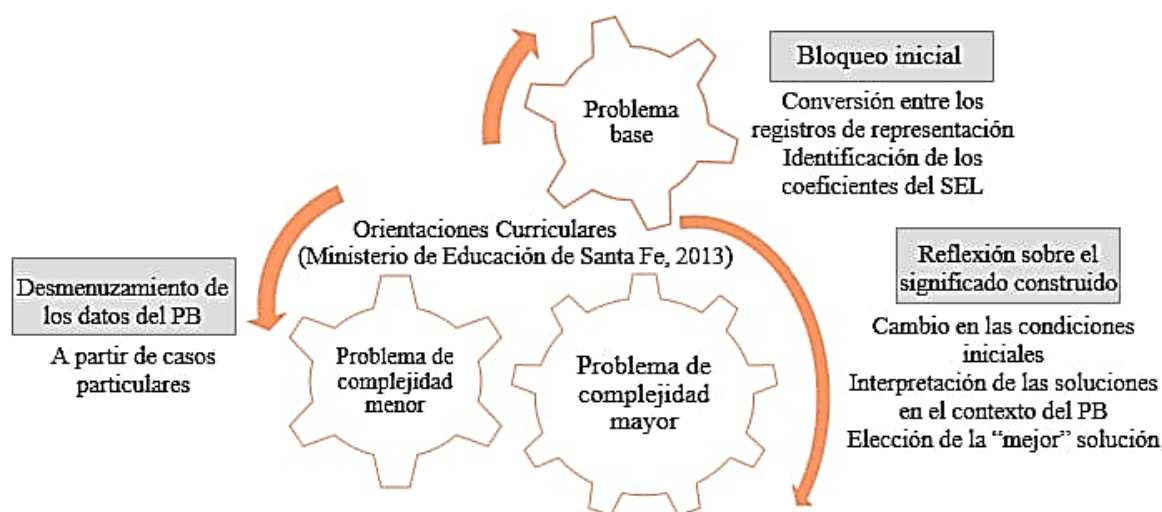 Problema
base
Bloqueo inicial
Conversión entre los
registros de representación
Identificación de los
coeficientes del SEL
Orientaciones Curriculares
(Ministerio de Educación de Santa Fe, 2013)
Desmenuzamiento de
los datos del PB
A partir de casos
particulares
Problema de
complejidad
menor
Problema de
complejidad
mayor
Reflexión sobre el
significado construido
Cambio en las condiciones
iniciales
Interpretación de las soluciones
en el contexto del PB
Elección de la “mejor” solución